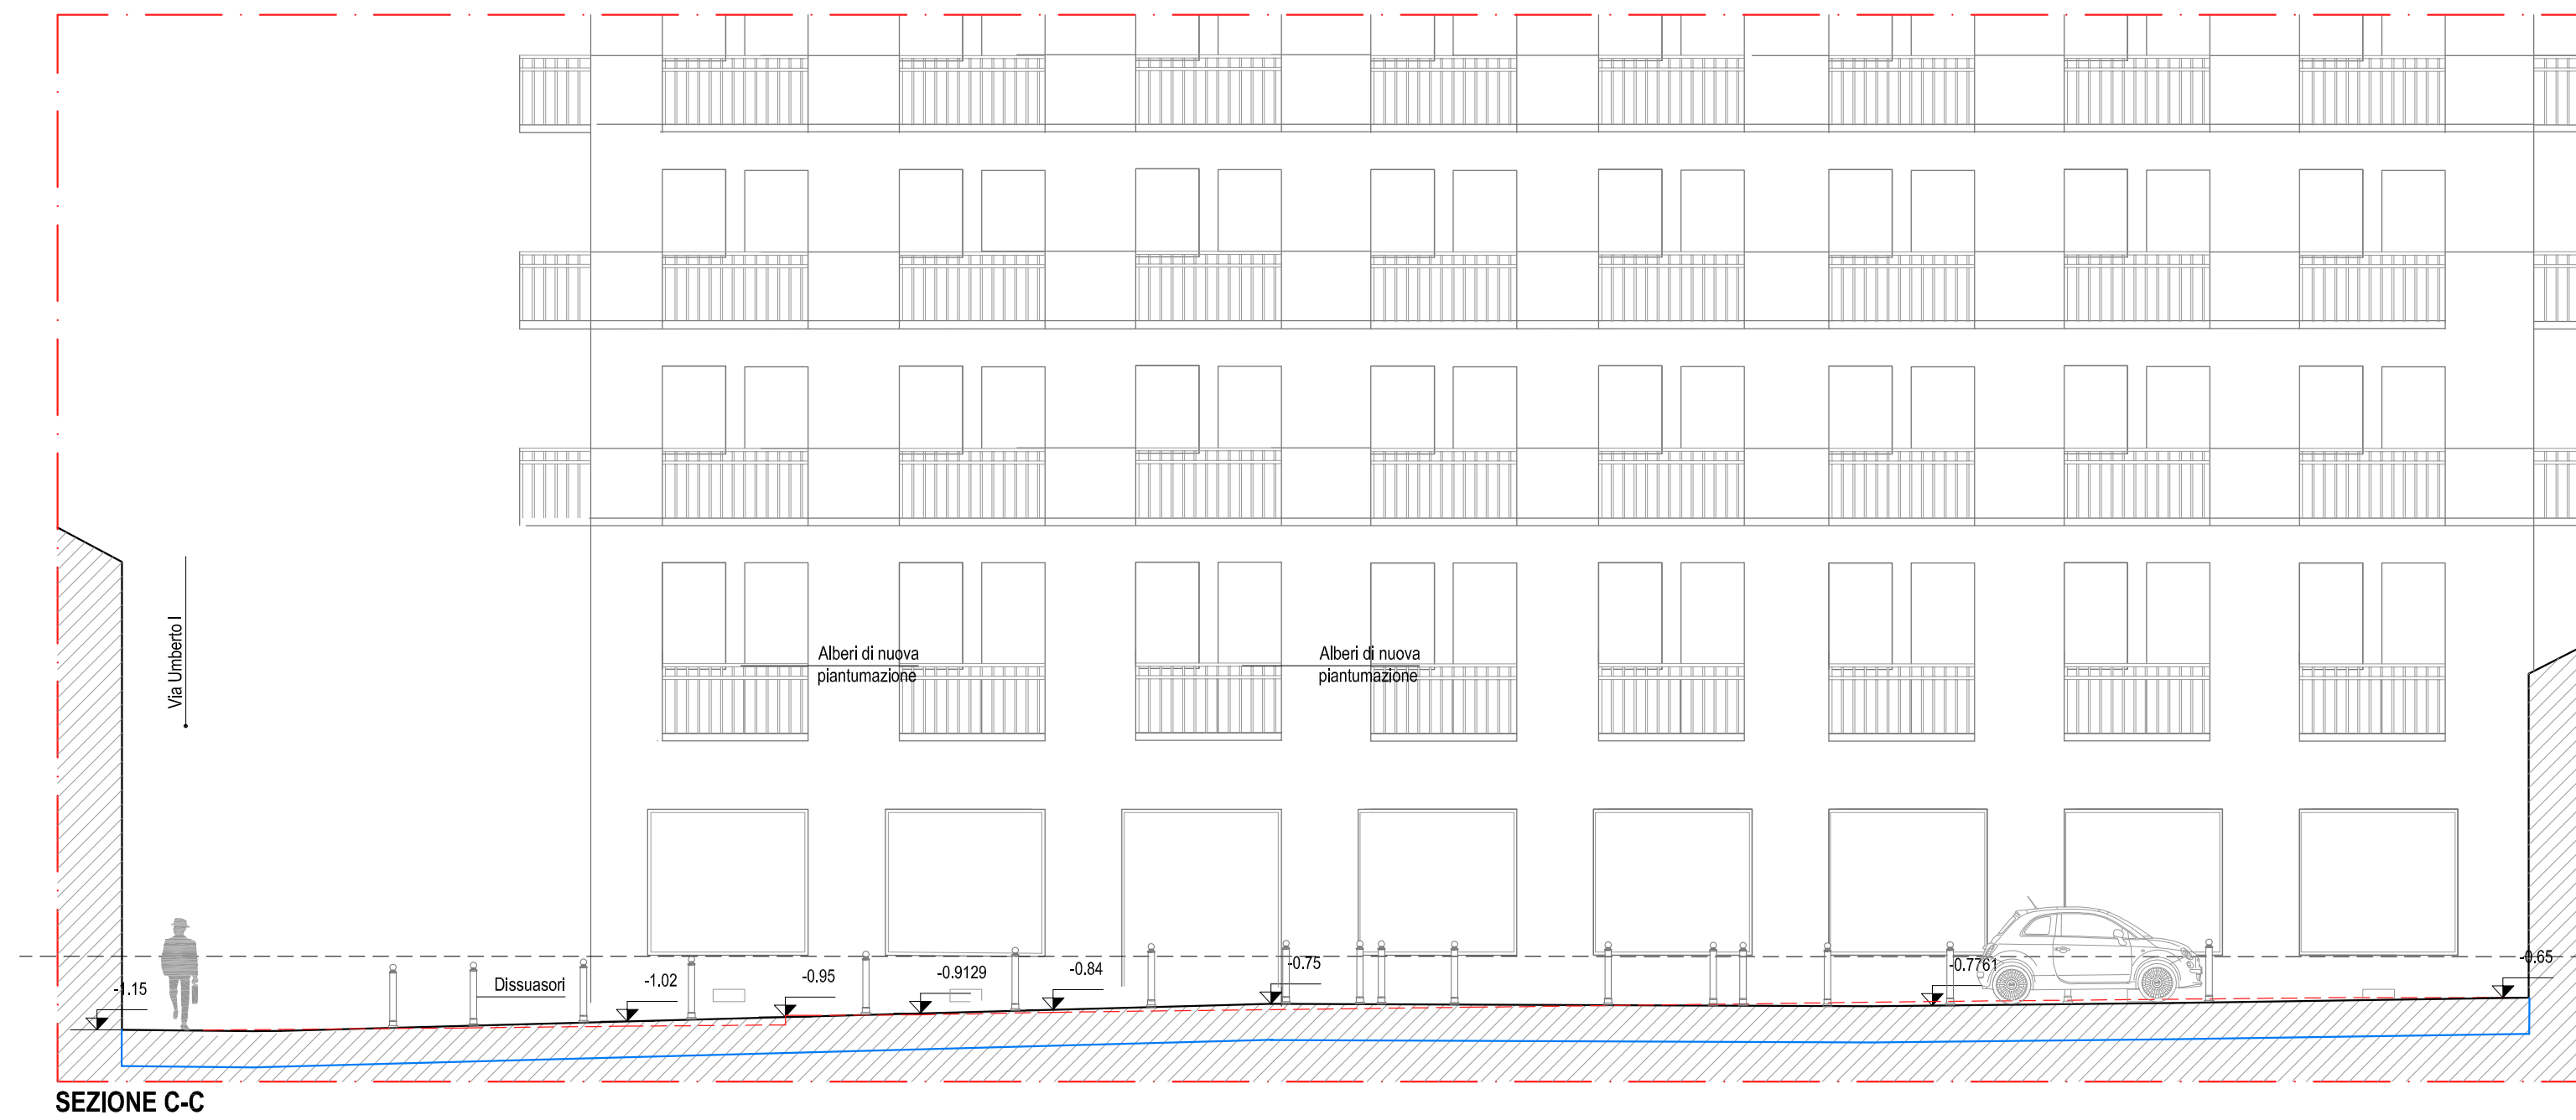 Via Umberto I
Alberi di nuova
piantumazione
Alberi di nuova
piantumazione
-1.15
Dissuasori
-1.02
-0.95
-0.9129
-0.84
-0.75
-0.7761
-0.65
SEZIONE C-C